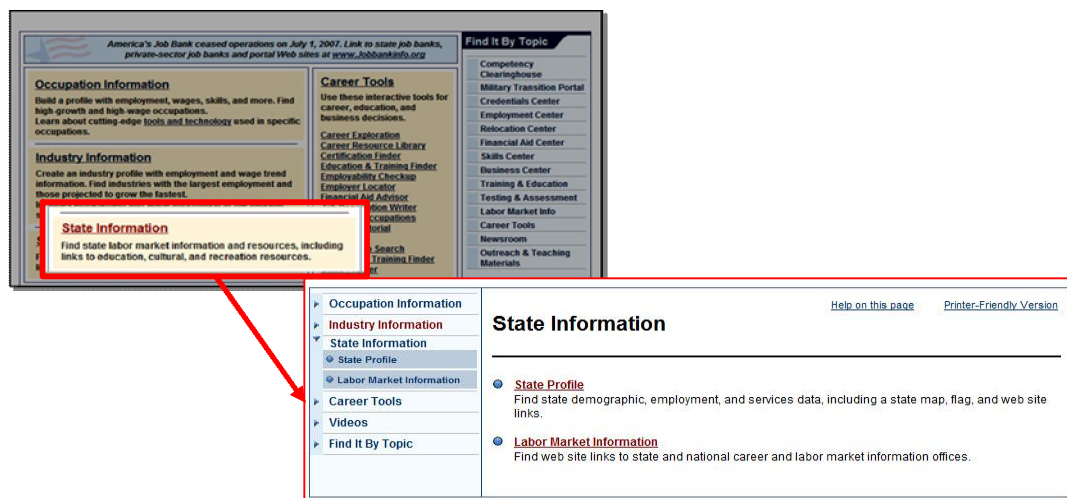 America's Job Bank ceased operations on July 1, 2007. Link to state job banks,
private-sector job banks and portal Web sites at www.Jobbankinfo.org
Occupation Information
Build a profile with employment, wages, skills, and more. Find
high-growth and high-wage occupations.
Learn about cutting-edge tools and technology used in specific
occupations.
Industry Information
Create an industry profile with employment and wage trend
information. Find industries with the largest employment and
those projected to grow the fastest.
State Information
Find state labor market information and resources, including
links to education, cultural, and recreation resources.
Career Tools
Use these interactive tools for
career, education, and
business decisions.
Career Exploration
Career Resource Library
Certification Finder
Education & Training Finder
Employability Checkup
Employer Locator
Financial Aid Advisor
Writer
Occupations
Search
Training Finder
Find It By Topic
Competency
Clearinghouse
Military Transition Portal
Credentials Center
Employment Center
Relocation Center
Financial Aid Center
Skills Center
Business Center
Training & Education
Testing & Assessment
Labor Market Info
Career Tools
Newsroom
Outreach & Teaching
Materials
Occupation Information
Industry Information
State Information
State Profile
Labor Market Information
Career Tools
Videos
Find It By Topic
Help on this page Printer-Friendly Version
State Information
State Profile
Find state demographic, employment, and services data, including a state map, flag, and web site
links.
Labor Market Information
Find web site links to state and national career and labor market information offices.